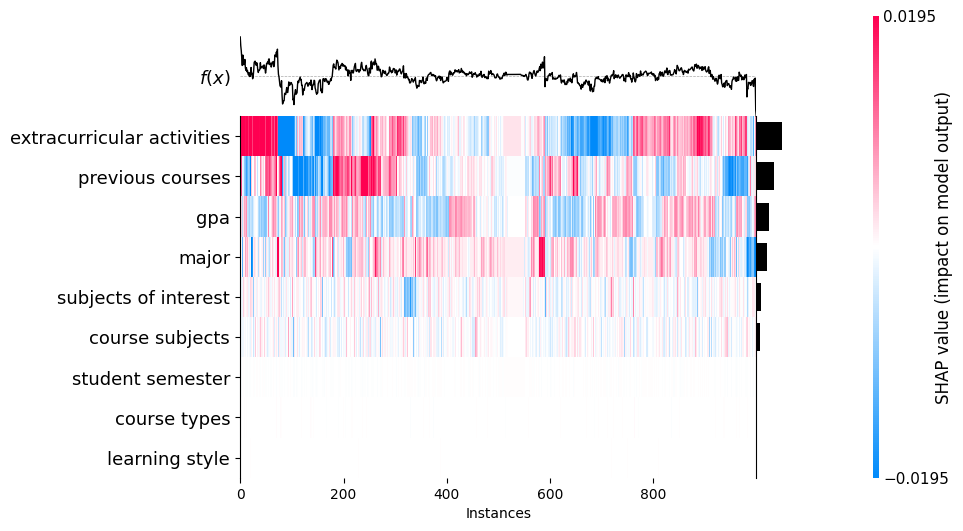 0.0195
f(x)
extracurricular activities
previous courses
gpa
major
subjects of interest
course subjects
student semester
course types
learning style
0 200 400 600 800
Instances
SHAP value (impact on model output)
−0.0195